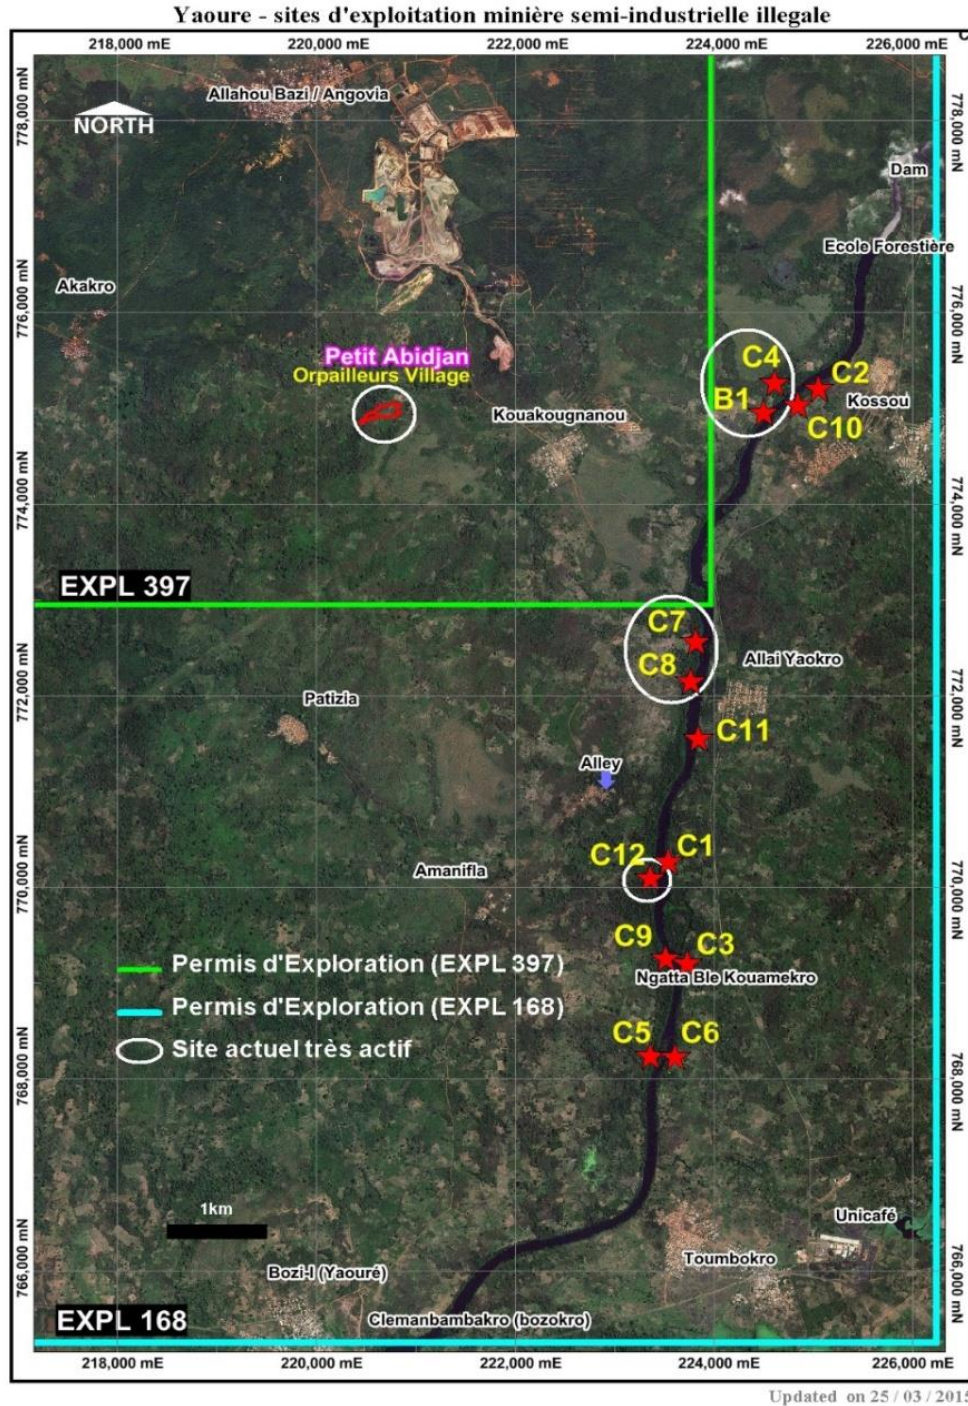 Yaoure - sites d'exploitation minière semi-industrielle illegale
218,000 mE 220,000 mE 222,000 mE 224,000 mE 226,000 mE
778,000 mN
778,000 mN
NORTH
Allahou Bazi / Angovia
Dam
Ecole Forestière
776,000 mN
776,000 mN
Akakro
Petit Abidjan
Orpailleurs Village
C4
C2
B1
Kossou
C10
Kouakougnanou
774,000 mN
774,000 mN
EXPL 397
C7
C8
Allai Yaokro
772,000 mN
772,000 mN
Patizia
C11
Alley
C12
C1
Amanifla
770,000 mN
770,000 mN
C9
C3
Ngatta Ble Kouamekro
Permis d'Exploration (EXPL 397)
Permis d'Exploration (EXPL 168)
Site actuel très actif
C5
C6
768,000 mN
768,000 mN
1km
Unicafé
Toumbokro
766,000 mN
766,000 mN
Bozi-I (Yaouré)
Clemanbambakro (bozokro)
EXPL 168
218,000 mE 220,000 mE 222,000 mE 224,000 mE 226,000 mE
Updated on 25 / 03 / 2015